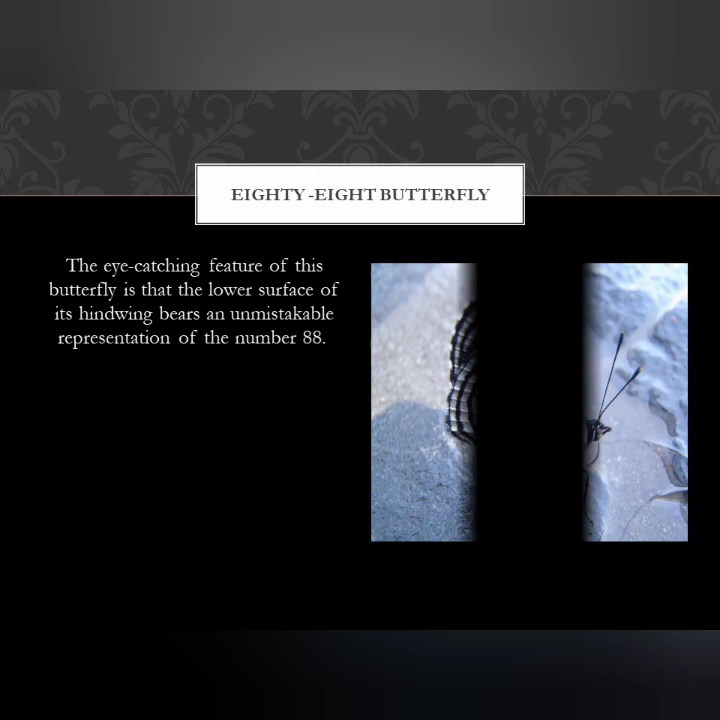 EIGHTY -EIGHT BUTTERFLY
The eye-catching feature of this
butterfly is that the lower surface of
its hindwing bears an unmistakable
representation of the number 88.